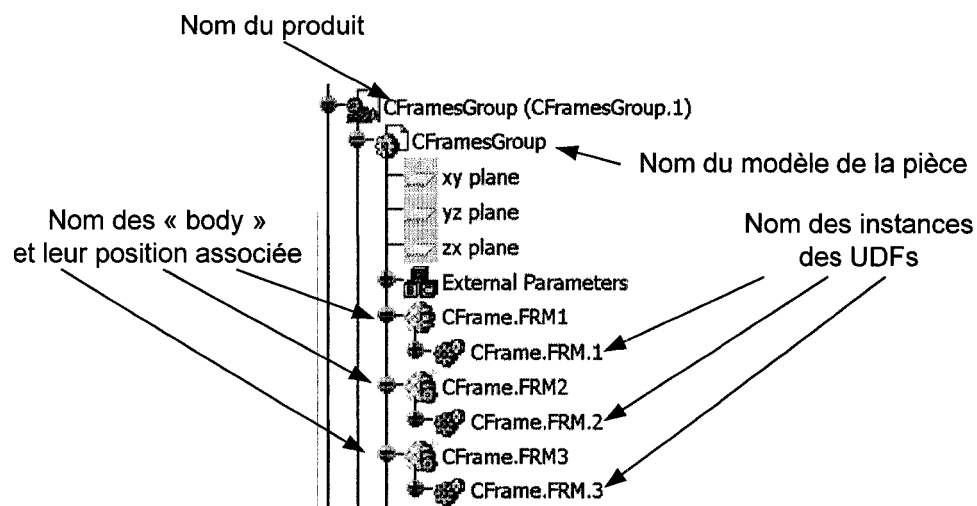 Nom du produit
CFramesGroup (CFramesGroup.1)
CFramesGroup
Nom du modèle de la pièce
xy plane
yz plane
zx plane
Nom des « body »
et leur position associée
Nom des instances
des UDFs
External Parameters
CFrame.FRM1
CFrame.FRM.1
CFrame.FRM2
CFrame.FRM.2
CFrame.FRM3
CFrame.FRM.3